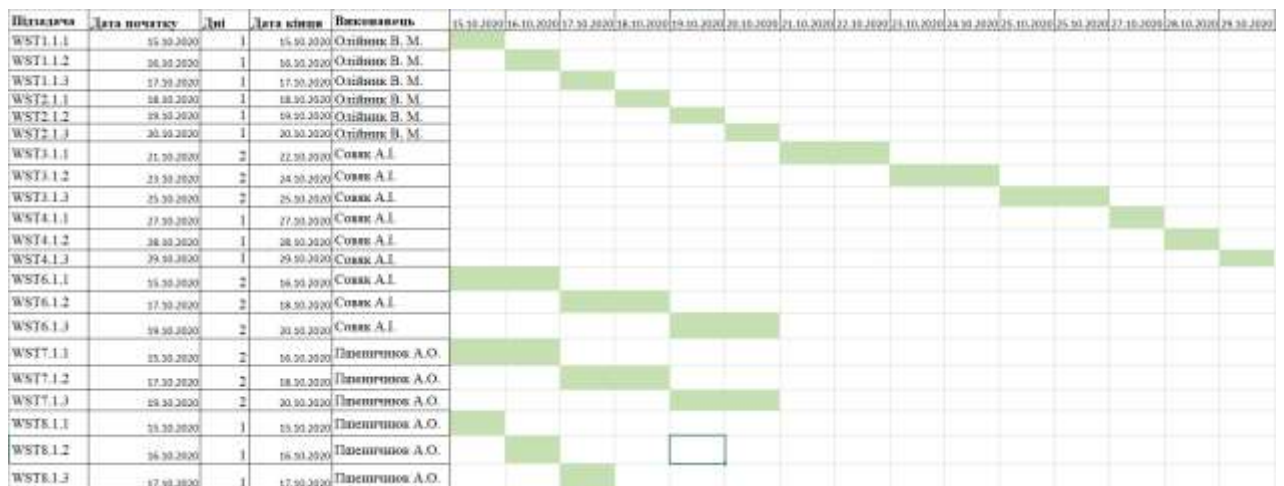 Підзадача Дата початку Дні Дата кінця Виконавець 15.10.2020 16.10.2020 17.10.2020 18.10.2020 19.10.2020 20.10.2020 21.10.2020 22.10.2020 23.10.2020 24.10.2020 25.10.2020 25.10.2020 27.10.2020 28.10.2020 29.10.2020
WST1.1.1 15.10.2020 1 15.10.2020 Олійник В. М.
WST1.1.2 16.10.2020 1 16.10.2020 Олійник В. М.
WST1.1.3 17.10.2020 1 17.10.2020 Олійник В. М.
WST2.1.1 18.10.2020 1 18.10.2020 Олійник В. М.
WST2.1.2 19.10.2020 1 19.10.2020 Олійник В. М.
WST2.1.3 20.10.2020 1 20.10.2020 Олійник В. М.
WST3.1.1 21.10.2020 2 22.10.2020 Совяк А.І.
WST3.1.2 23.10.2020 2 24.10.2020 Совяк А.І.
WST3.1.3 25.10.2020 2 25.10.2020 Совяк А.І.
WST4.1.1 27.10.2020 1 27.10.2020 Совяк А.І.
WST4.1.2 28.10.2020 1 28.10.2020 Совяк А.І.
WST4.1.3 29.10.2020 1 29.10.2020 Совяк А.І.
WST6.1.1 15.10.2020 2 16.10.2020 Совяк А.І.
WST6.1.2 17.10.2020 2 18.10.2020 Совяк А.І.
WST6.1.3 19.10.2020 2 20.10.2020 Совяк А.І.
WST7.1.1 15.10.2020 2 16.10.2020 Пшеничнюк А.О.
WST7.1.2 17.10.2020 2 18.10.2020 Пшеничнюк А.О.
WST7.1.3 19.10.2020 2 20.10.2020 Пшеничнюк А.О.
WST8.1.1 15.10.2020 1 15.10.2020 Пшеничнюк А.О.
WST8.1.2 16.10.2020 1 16.10.2020 Пшеничнюк А.О.
WST8.1.3 17.10.2020 1 17.10.2020 Пшеничнюк А.О.